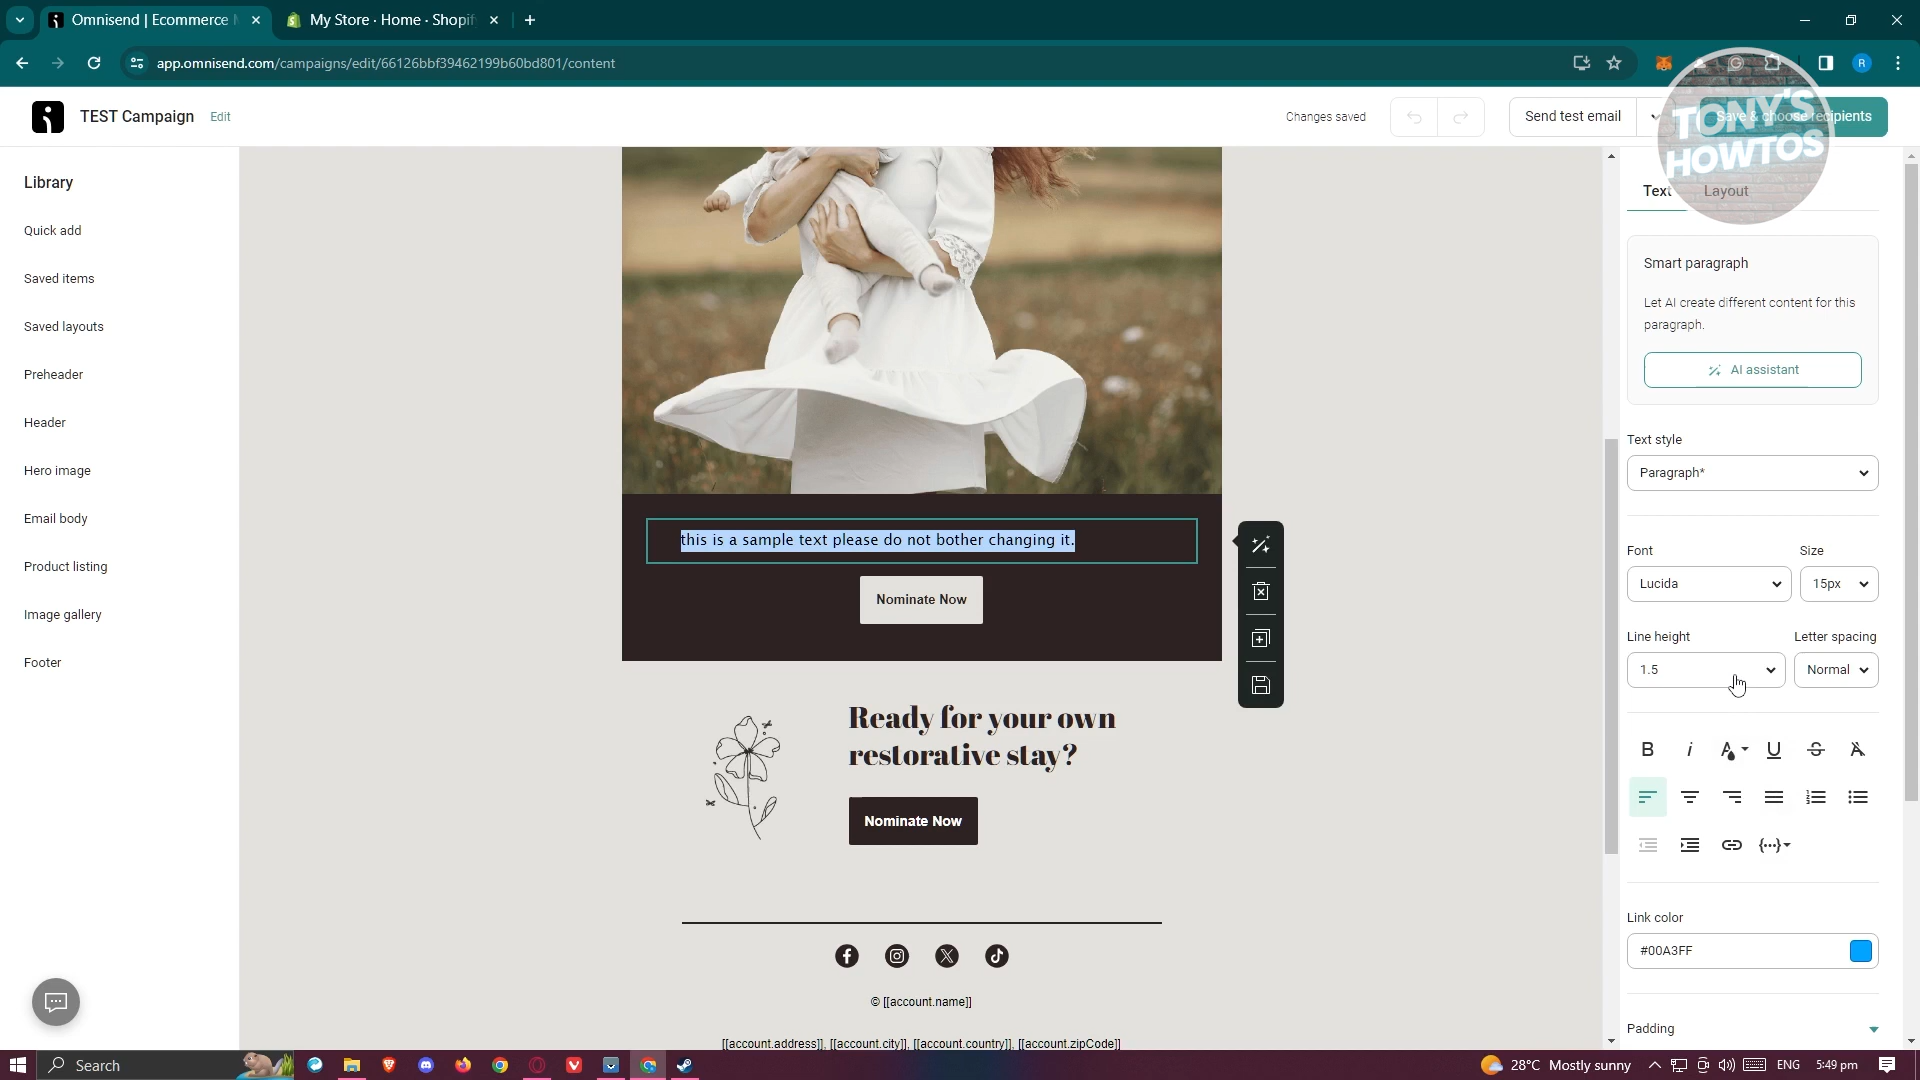 Omnisend | Ecommerce M
My Store · Home · Shopif
app.omnisend.com/campaigns/edit/66126bbf39462199b60bd801/content
R
TEST Campaign
Edit
Changes saved
Send test email
Save & choose recipients
TONY'S
HOWTOS
Library
Quick add
Saved items
Saved layouts
Preheader
Header
Hero image
Email body
Product listing
Image gallery
Footer
this is a sample text please do not bother changing it.
Nominate Now
Ready for your own
restorative stay?
Nominate Now
© [[account.name]]
[[account.address]], [[account.city]], [[account.country]], [[account.zipCode]]
Text
Layout
Smart paragraph
Let AI create different content for this
paragraph.
AI assistant
Text style
Paragraph*
Font
Size
Lucida
15px
Line height
Letter spacing
1.5
Normal
Link color
#00A3FF
Padding
Search
28°C Mostly sunny
ENG
5:49 pm